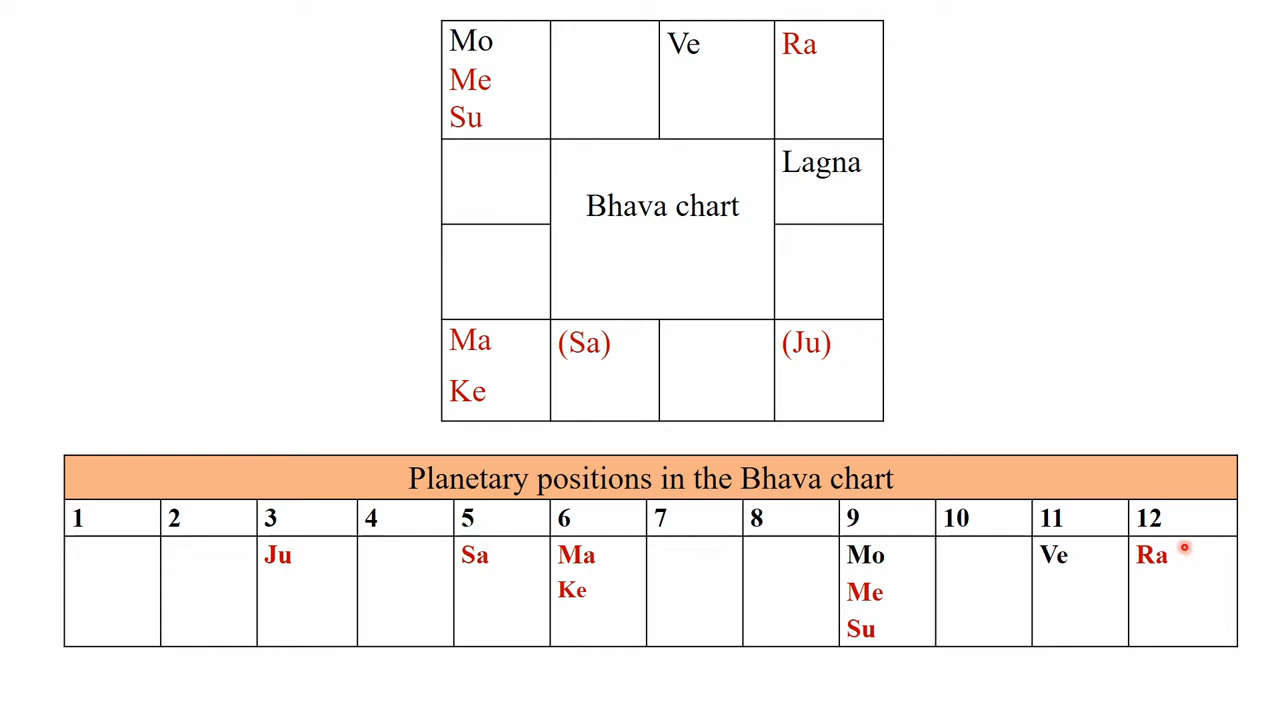 Mo
Me
Su
Ve
Ra
Lagna
Bhava chart
Ma
Ke
(Sa)
(Ju)
Planetary positions in the Bhava chart
1 2 3 4 5 6 7 8 9 10 11 12
Ju Sa Ma Mo Ve Ra
Ke Me
Su